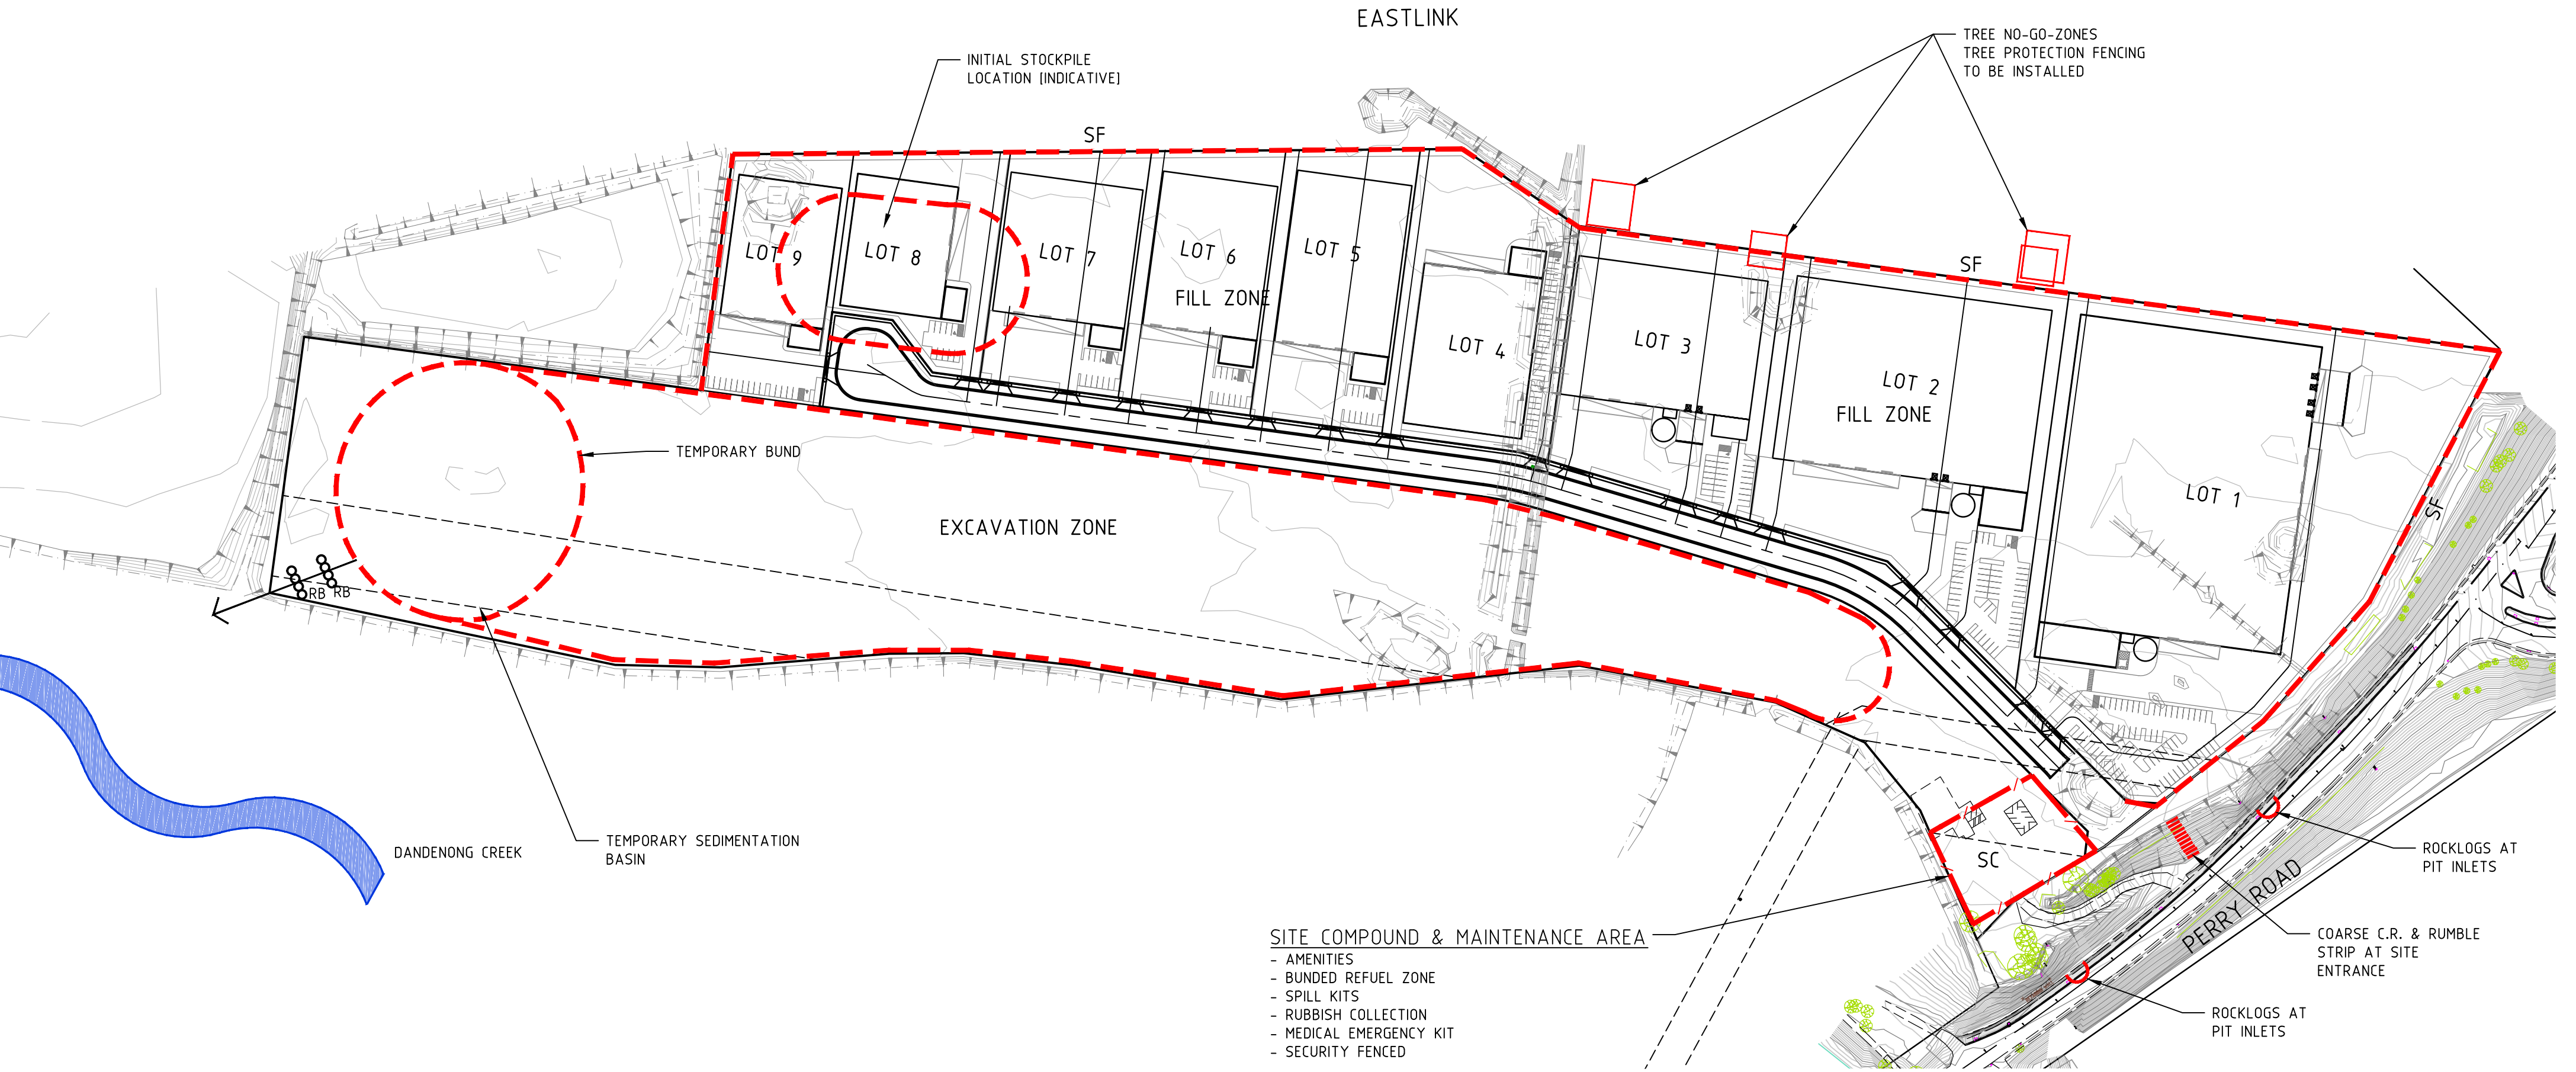 EASTLINK
TREE NO-GO-ZONES
TREE PROTECTION FENCING
TO BE INSTALLED
INITIAL STOCKPILE
LOCATION [INDICATIVE]
SF
LOT 9
LOT 8
LOT 7
LOT 6
LOT 5
FILL ZONE
LOT 4
LOT 3
SF
LOT 2
FILL ZONE
LOT 1
SF
TEMPORARY BUND
EXCAVATION ZONE
RB RB
TEMPORARY SEDIMENTATION
BASIN
DANDENONG CREEK
SC
ROCKLOGS AT
PIT INLETS
PERRY ROAD
COARSE C.R. & RUMBLE
STRIP AT SITE
ENTRANCE
ROCKLOGS AT
PIT INLETS
SITE COMPOUND & MAINTENANCE AREA
- AMENITIES
- BUNDED REFUEL ZONE
- SPILL KITS
- RUBBISH COLLECTION
- MEDICAL EMERGENCY KIT
- SECURITY FENCED